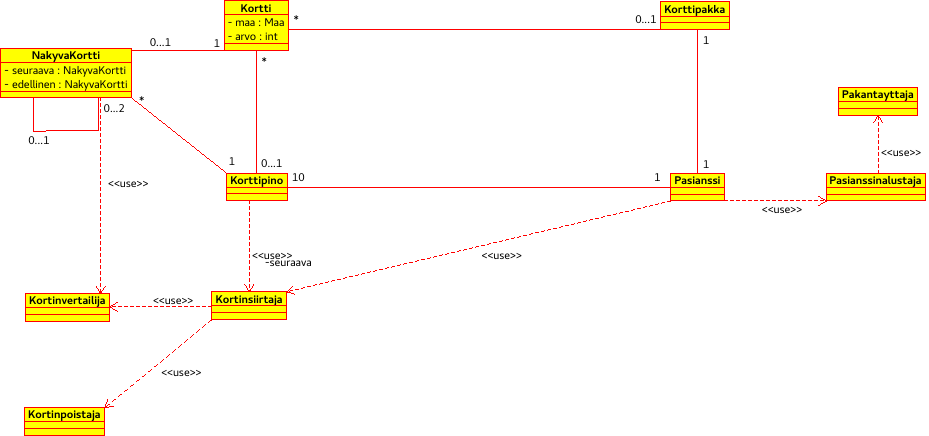 Kortti
- maa : Maa
- arvo : int
*
0...1
Korttipakka
1
0...1
1
*
NakyvaKortti
- seuraava : NakyvaKortti
- edellinen : NakyvaKortti
*
0...2
0...1
Pakantayttaja
<<use>>
<<use>>
1
0...1
1
Korttipino
10
1
Pasianssi
Pasianssinalustaja
<<use>>
<<use>>
-seuraava
<<use>>
Kortinvertailija
<<use>>
Kortinsiirtaja
<<use>>
Kortinpoistaja